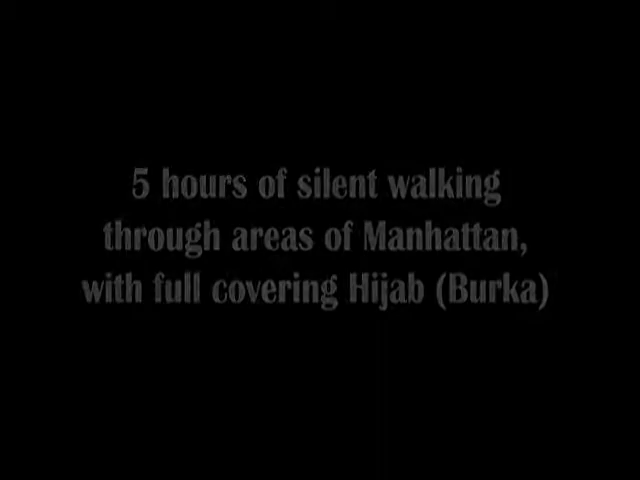 5 hours of silent walking
through areas of Manhattan,
with full covering Hijab (Burka)